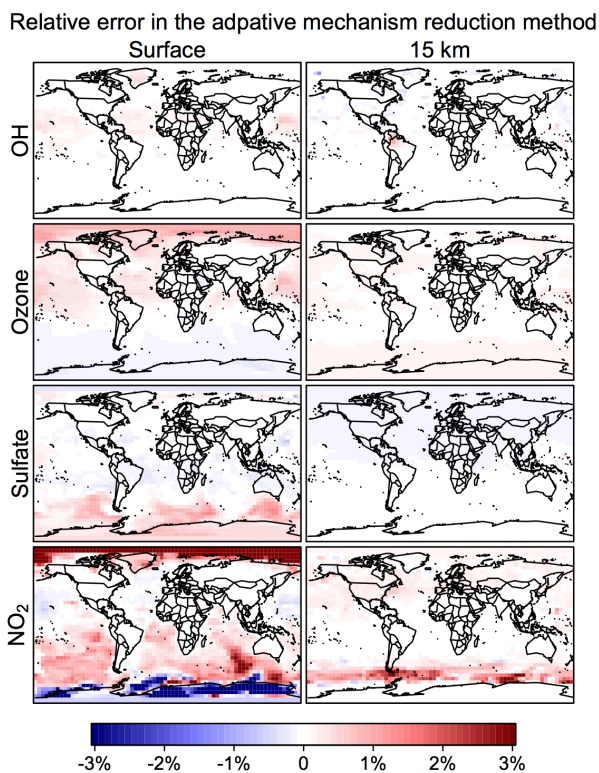 Relative error in the adpative mechanism reduction method
Surface 15 km
OH
Ozone
Sulfate
NO₂
-3% -2% -1% 0 1% 2% 3%